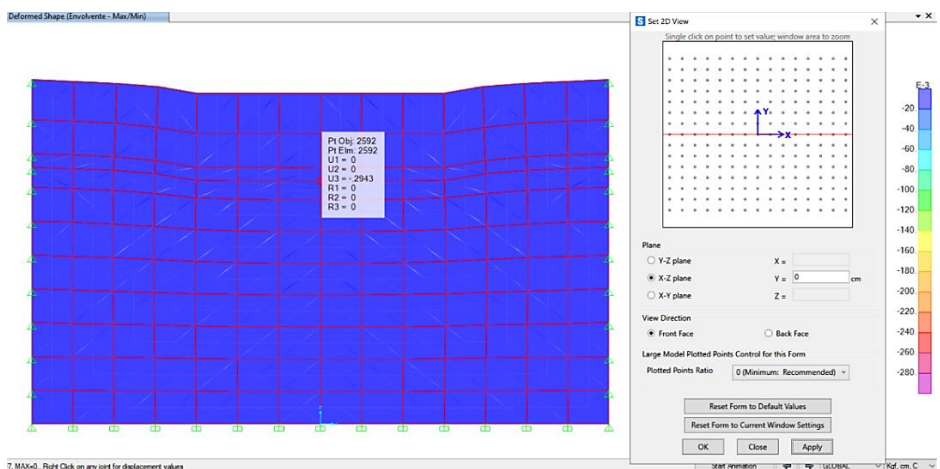 Deformed Shape (Envolvente - Max/Min)
Pt Obj: 2592
Pt Elm: 2592
U1 = 0
U2 = 0
U3 = -.2943
R1 = 0
R2 = 0
R3 = 0
Set 2D View
Single click on point to set value; window area to zoom
Y
X
Plane
Y-Z plane
X =
X-Z plane
Y = 0 cm
X-Y plane
Z =
View Direction
Front Face
Back Face
Large Model Plotted Points Control for this Form
Plotted Points Ratio
0 (Minimum: Recommended)
Reset Form to Default Values
Reset Form to Current Window Settings
OK
Close
Apply
E-3
-20
-40
-60
-80
-100
-120
-140
-160
-180
-200
-220
-240
-260
-280
7, MAX=0, Right Click on any joint for displacement values
Start Animation
GLOBAL
Kgf, cm, C